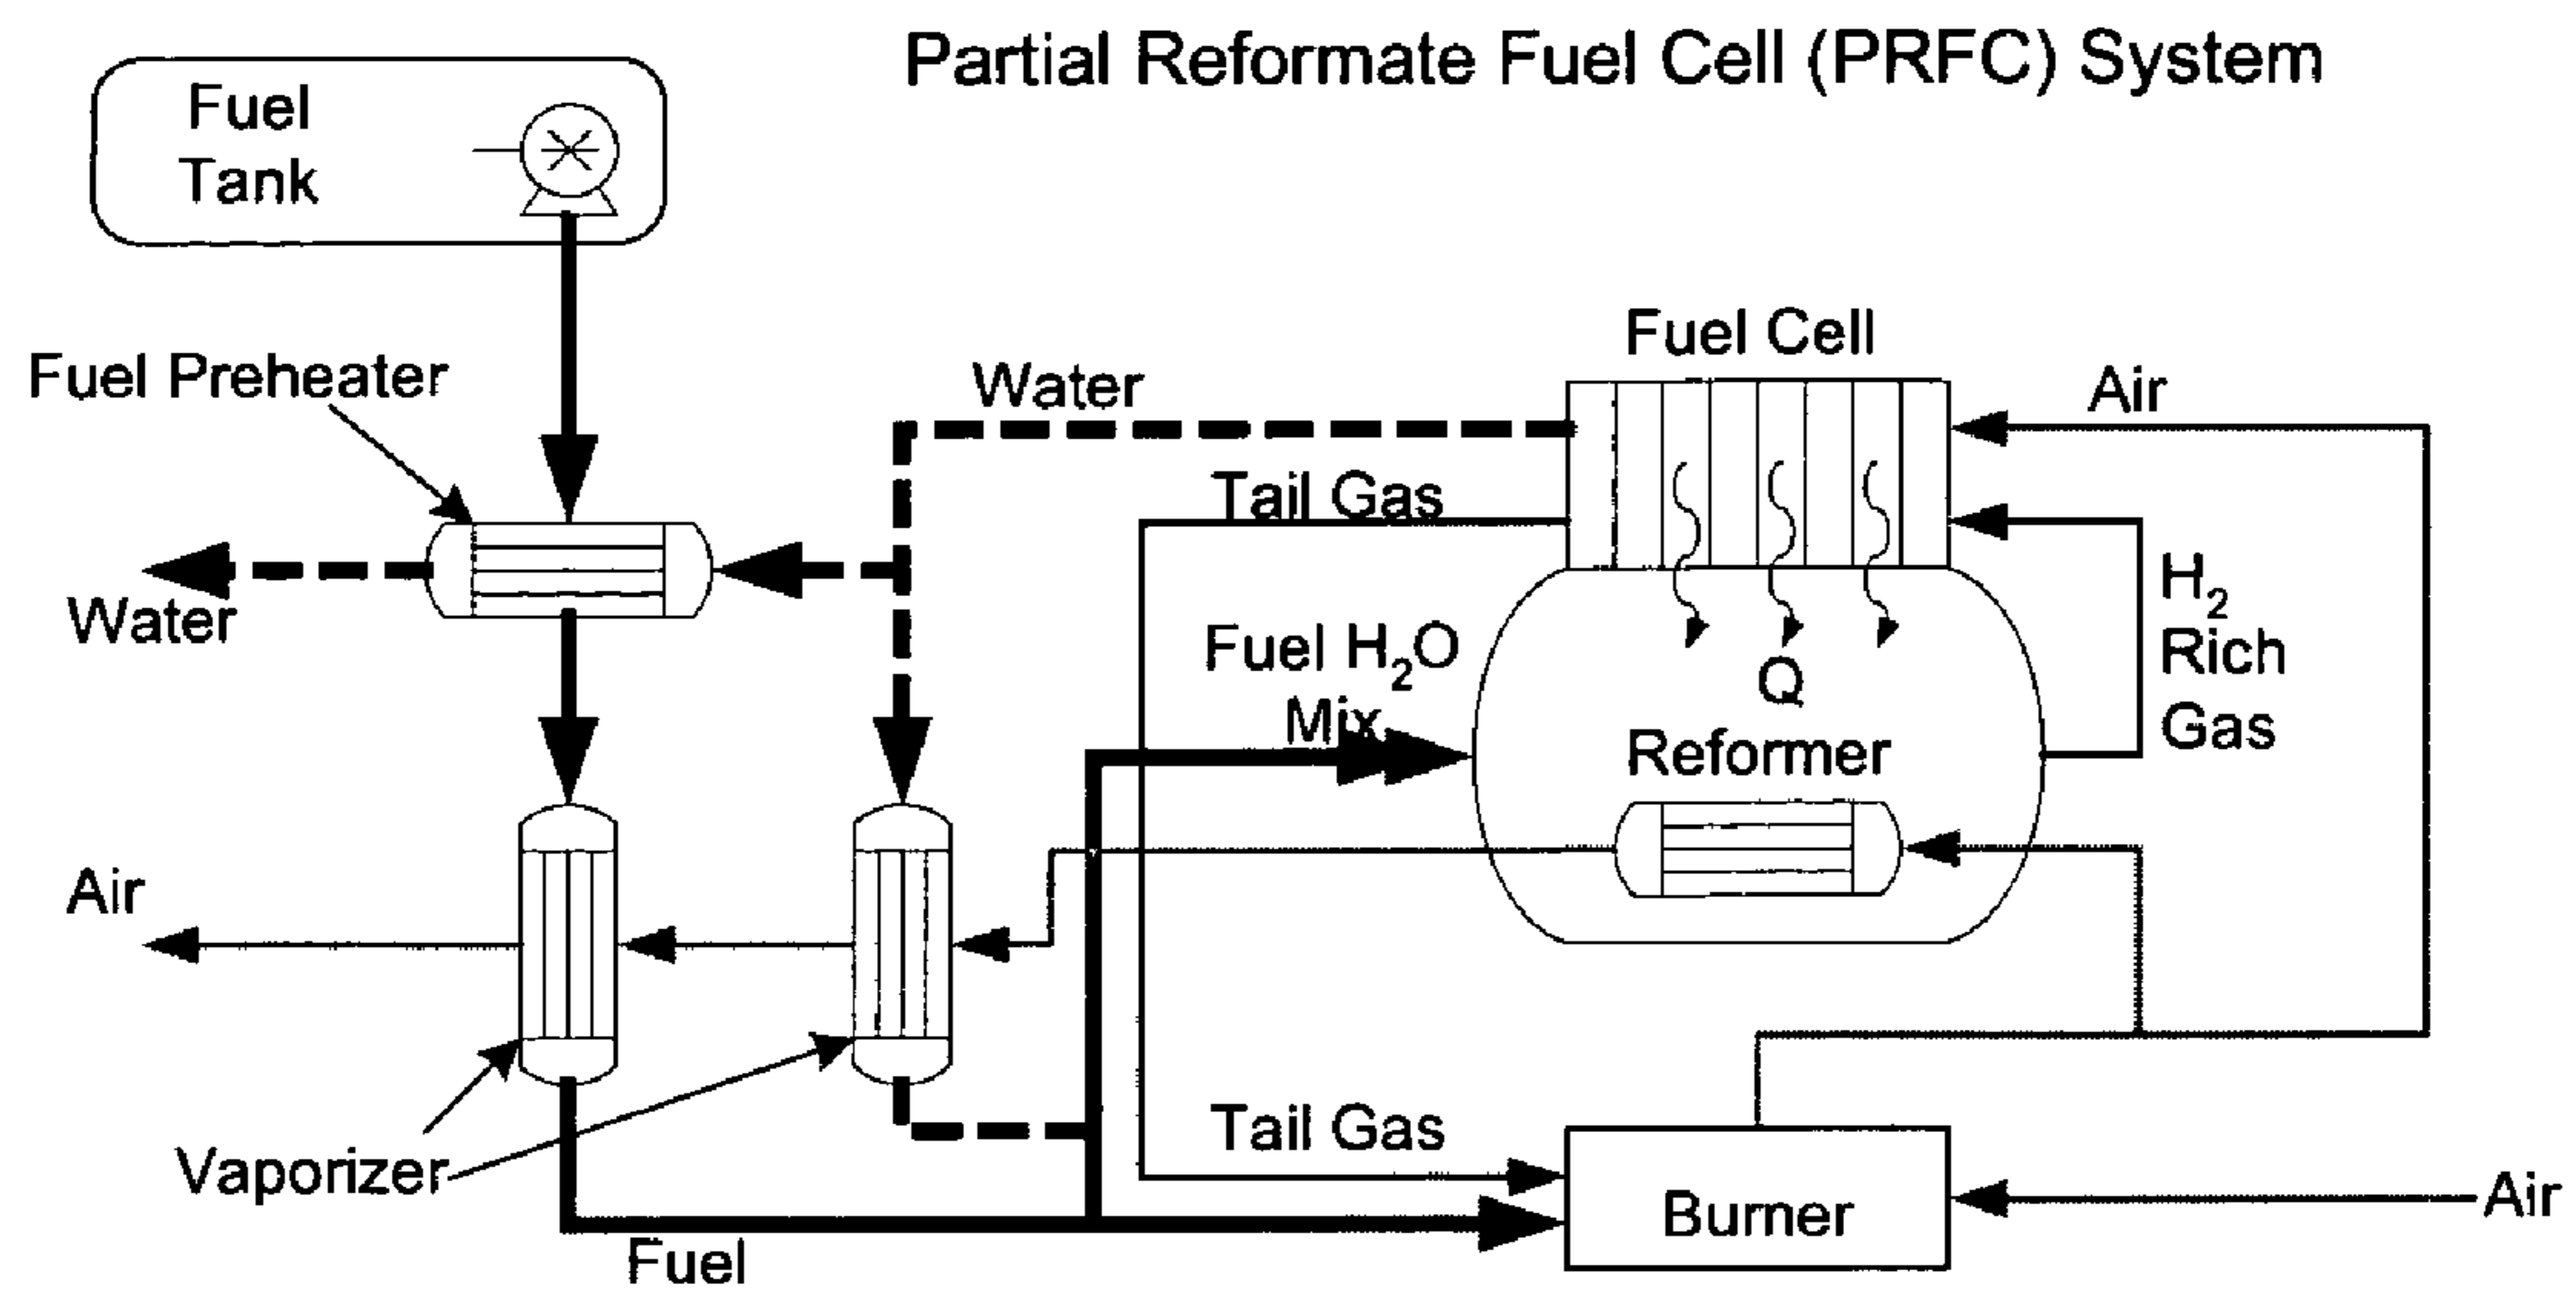 Partial Reformate Fuel Cell (PRFC) System
Fuel
Tank
Fuel Preheater
Water
Fuel Cell
Air
Tail Gas
Water
Fuel H₂O
Mix
Q
H₂
Rich
Gas
Reformer
Air
Vaporizer
Tail Gas
Burner
Air
Fuel